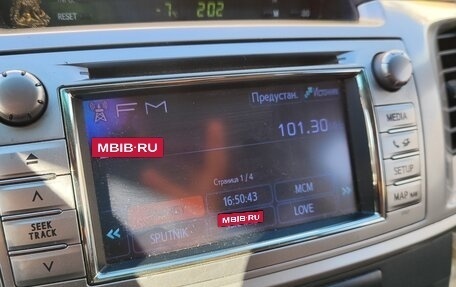 -7 202
FM
Предустан.
Источник
MBIB.RU
101.30
Страница 1 / 4
16:50:43
MCM
MBIB.RU
SPUTNIK
LOVE
SEEK
TRACK
MEDIA
SETUP
MAP